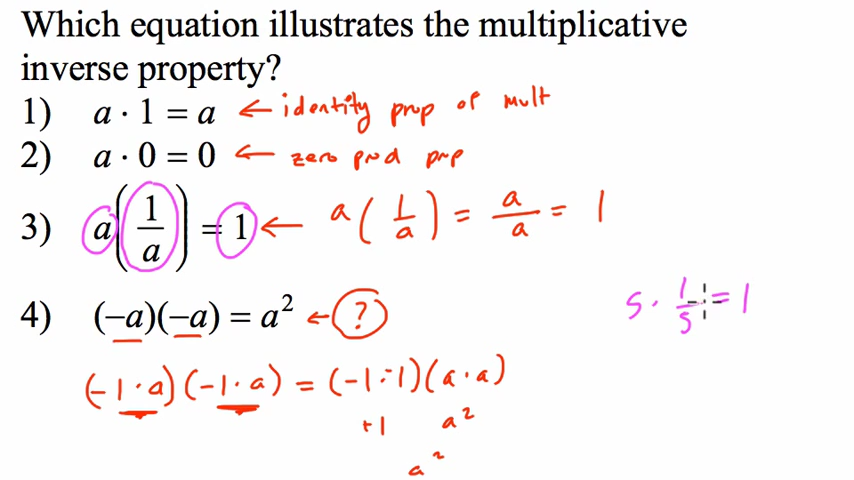 Which equation illustrates the multiplicative
inverse property?
1) a · 1 = a ← identity prop of mult
2) a · 0 = 0 ← zero prod prop
3) a(1/a) = 1 ← a(1/a) = a/a = 1
5 · 1/5 = 1
4) (−a)(−a) = a² ← ?
(−1 · a)(−1 · a) = (−1 · −1)(a · a)
+1 a²
a²